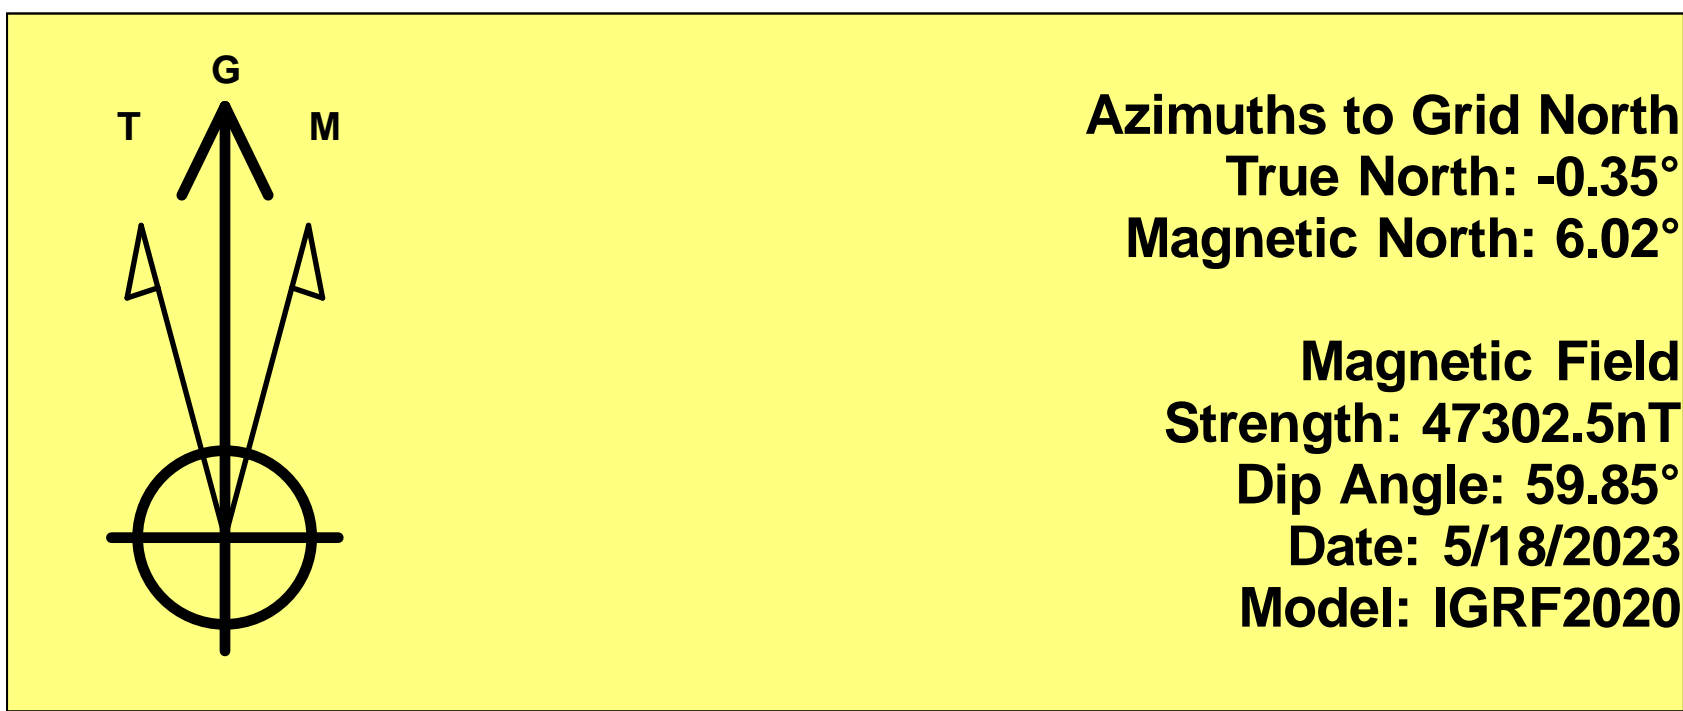 G
T
M
Azimuths to Grid North
True North: -0.35°
Magnetic North: 6.02°
Magnetic Field
Strength: 47302.5nT
Dip Angle: 59.85°
Date: 5/18/2023
Model: IGRF2020